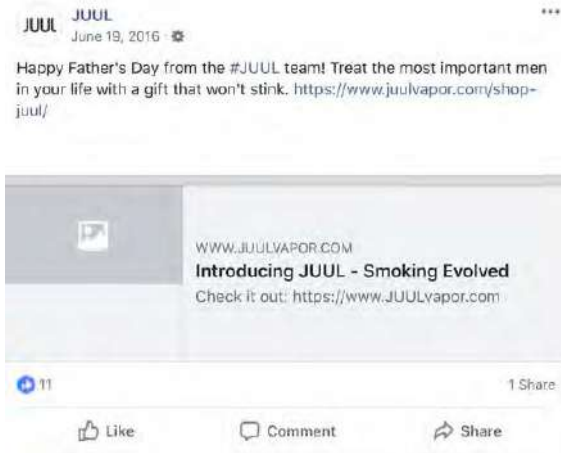 JUUL
JUUL
June 19, 2016
Happy Father's Day from the #JUUL team! Treat the most important men
in your life with a gift that won't stink. https://www.juulvapor.com/shop-
juul/
WWW.JUULVAPOR.COM
Introducing JUUL - Smoking Evolved
Check it out: https://www.JUULvapor.com
11
1 Share
Like
Comment
Share